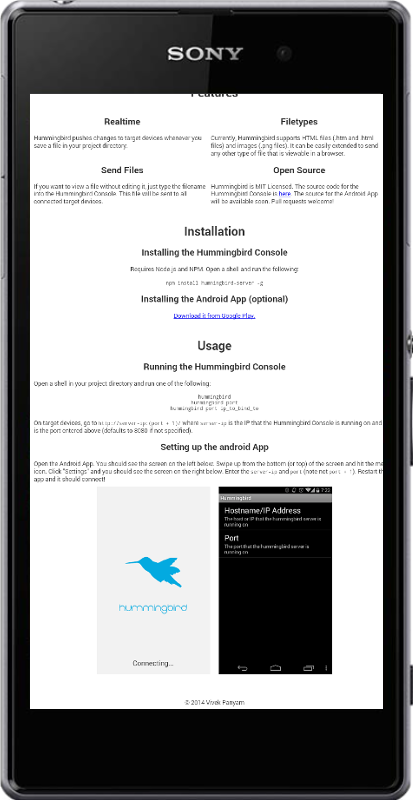 SONY
Features
Realtime
Hummingbird pushes changes to target devices whenever you
save a file in your project directory.
Filetypes
Currently, Hummingbird supports HTML files (.htm and .html
files) and images (.png files). It can be easily extended to send
any other type of file that is viewable in a browser.
Send Files
If you want to view a file without editing it, just type the filename
into the Hummingbird Console. This file will be sent to all
connected target devices.
Open Source
Hummingbird is MIT Licensed. The source code for the
Hummingbird Console is here. The source for the Android App
will be available soon. Pull requests welcome!
Installation
Installing the Hummingbird Console
Requires Node.js and NPM. Open a shell and run the following:
npm install hummingbird-server -g
Installing the Android App (optional)
Download it from Google Play.
Usage
Running the Hummingbird Console
Open a shell in your project directory and run one of the following:
hummingbird
hummingbird port
hummingbird port ip_to_bind_to
On target devices, go to http://server-ip:(port + 1)/ where server-ip is the IP that the Hummingbird Console is running on and
is the port entered above (defaults to 8088 if not specified).
Setting up the android App
Open the Android App. You should see the screen on the left below. Swipe up from the bottom (or top) of the screen and hit the me
icon. Click "Settings" and you should see the screen on the right below. Enter the server-ip and port (note not port + 1). Restart th
app and it should connect!
hummingbird
Connecting...
7:22
Hummingbird
Hostname/IP Address
The host or IP that the hummingbird server is
running on
Port
The port that the hummingbird server is
running on
© 2014 Vivek Panyam